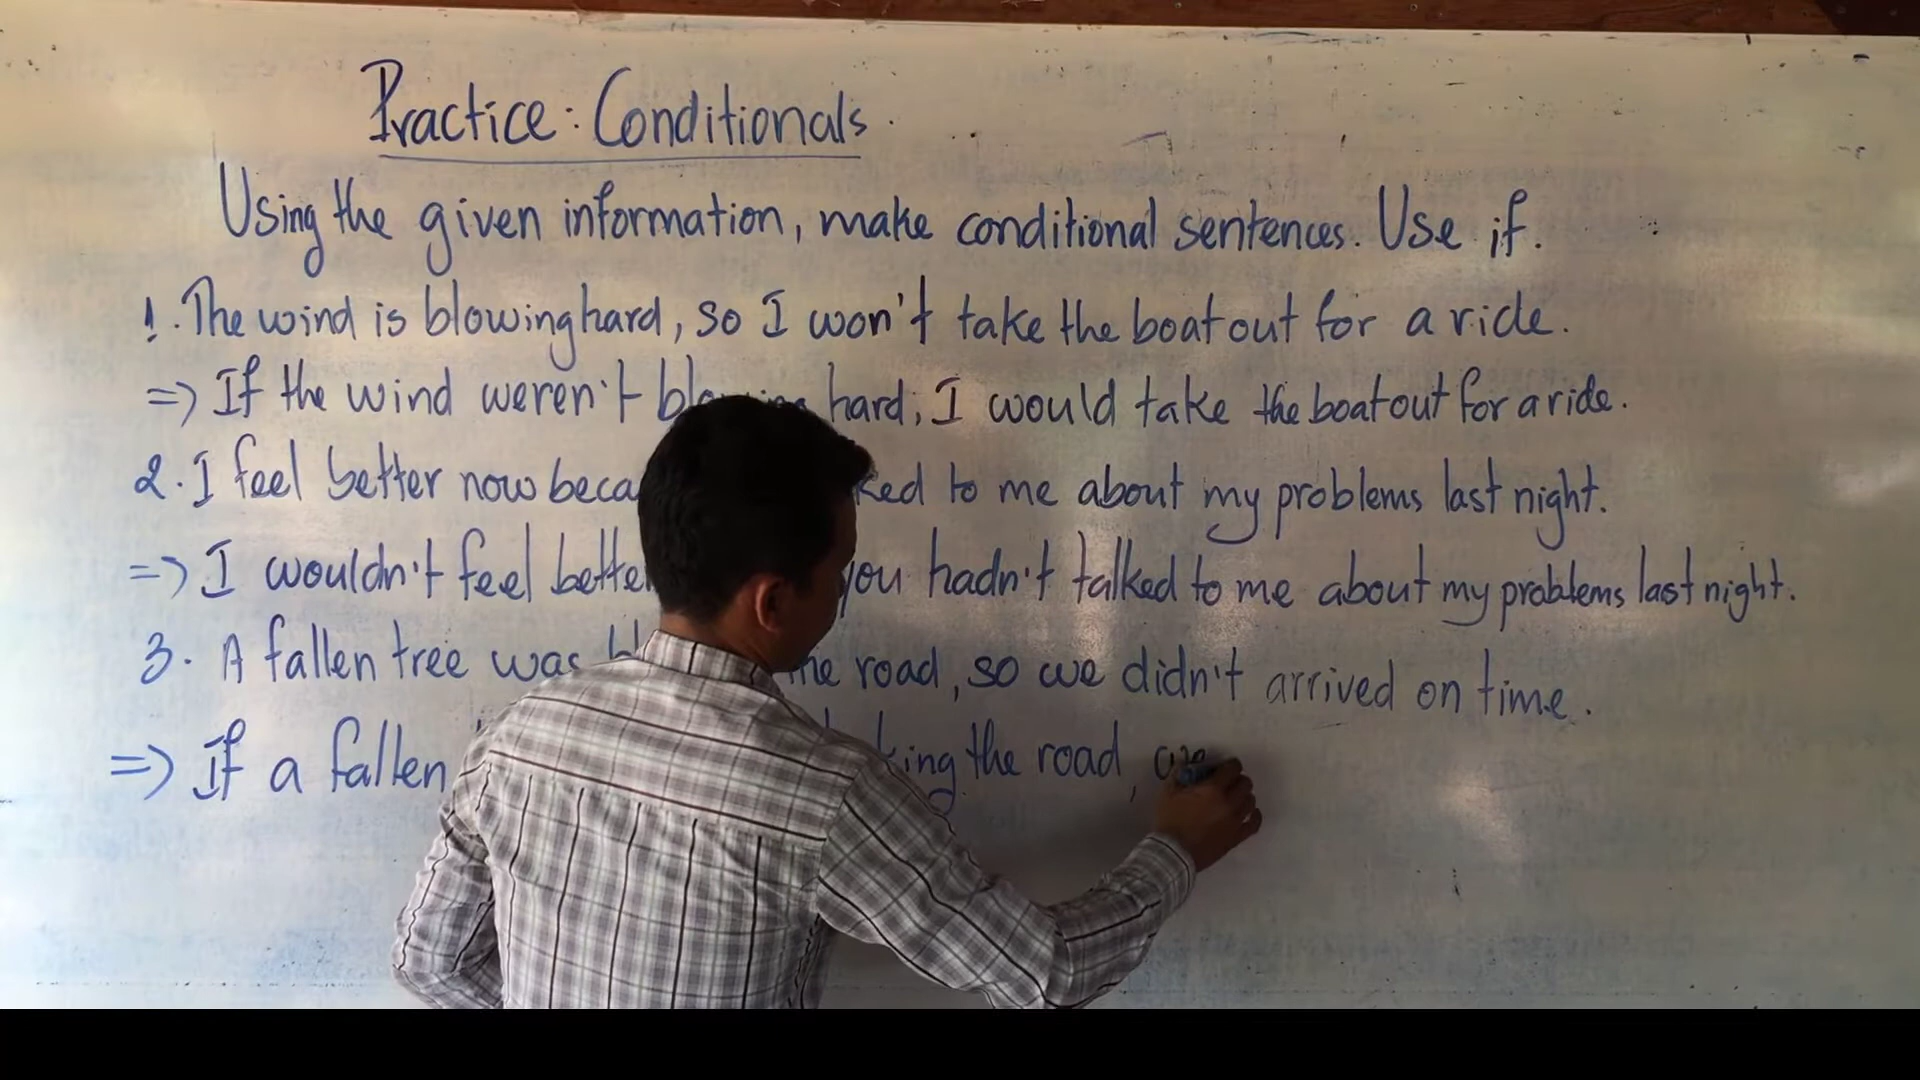 Practice: Conditionals.
Using the given information, make conditional sentences. Use if.
1. The wind is blowing hard, so I won't take the boat out for a ride.
=> If the wind weren't blowing hard, I would take the boat out for a ride.
2. I feel better now to me about my problems last night.
=> I wouldn't feel better you hadn't talked to me about my problems last night.
3. A fallen tree was the road, so we didn't arrived on time.
=> If a fallen the road,